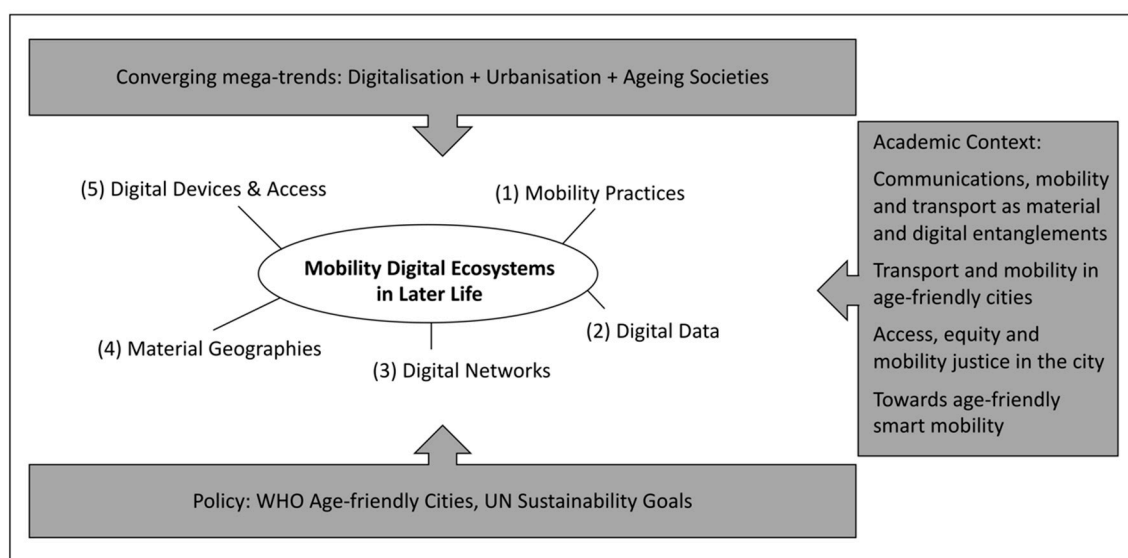 Converging mega-trends: Digitalisation + Urbanisation + Ageing Societies
(5) Digital Devices & Access
(1) Mobility Practices
Mobility Digital Ecosystems
in Later Life
(2) Digital Data
(4) Material Geographies
(3) Digital Networks
Academic Context:
Communications, mobility
and transport as material
and digital entanglements
Transport and mobility in
age-friendly cities
Access, equity and
mobility justice in the city
Towards age-friendly
smart mobility
Policy: WHO Age-friendly Cities, UN Sustainability Goals